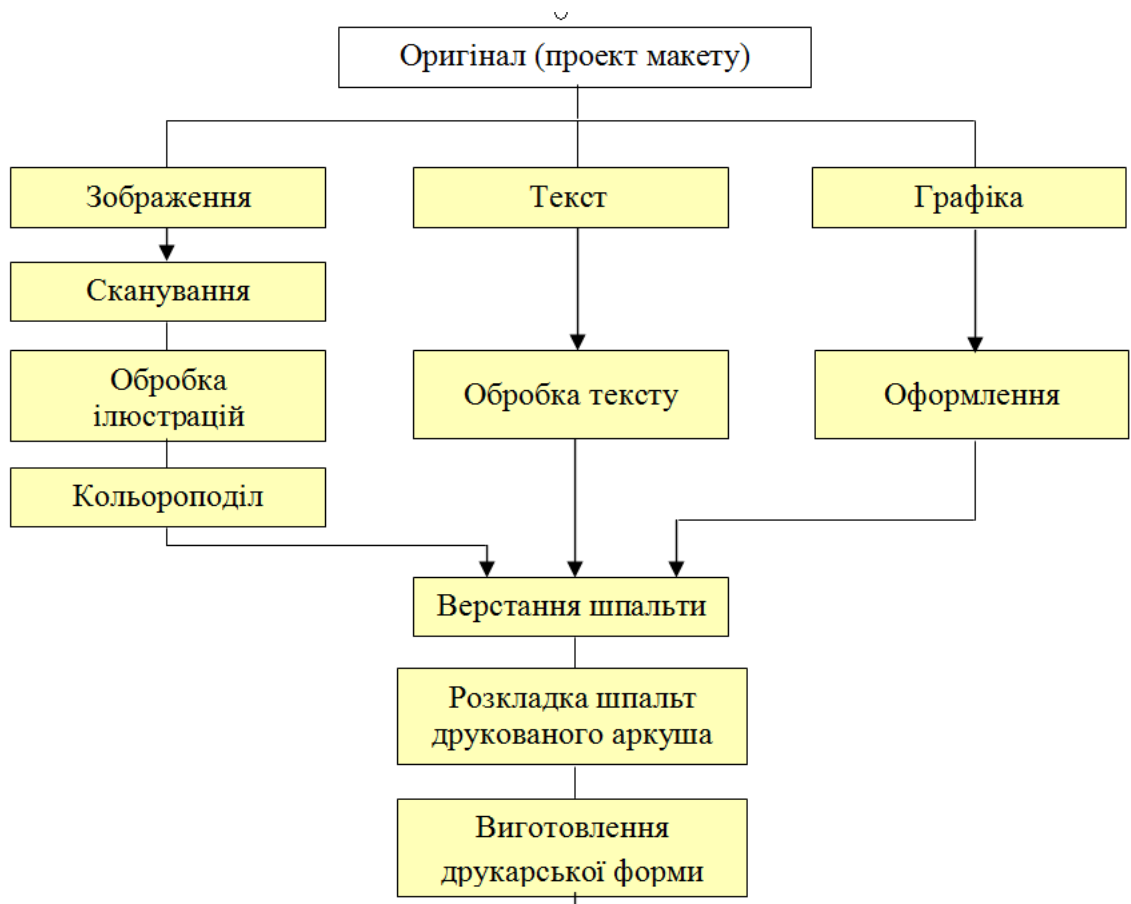 Оригінал (проект макету)
Зображення
Текст
Графіка
Сканування
Обробка
ілюстрацій
Обробка тексту
Оформлення
Кольороподіл
Верстання шпальти
Розкладка шпальт
друкованого аркуша
Виготовлення
друкарської форми